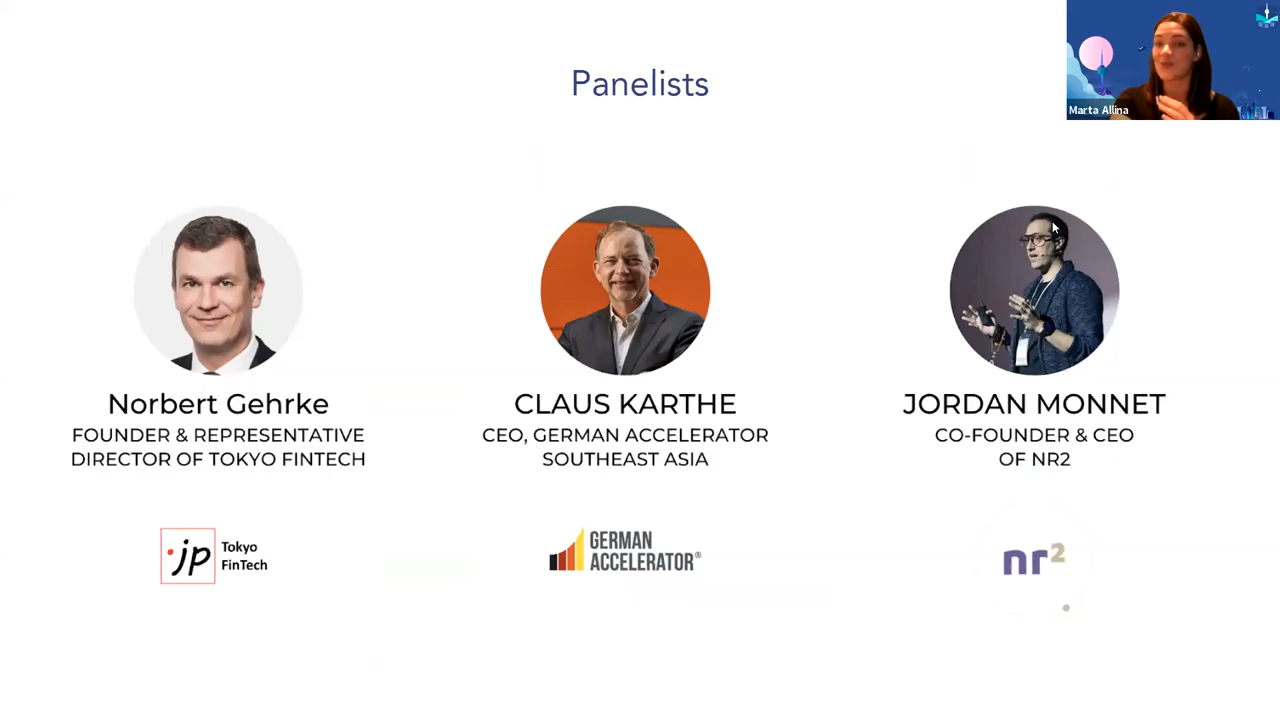 Panelists
Marta Allina
Norbert Gehrke
FOUNDER & REPRESENTATIVE
DIRECTOR OF TOKYO FINTECH
CLAUS KARTHE
CEO, GERMAN ACCELERATOR
SOUTHEAST ASIA
JORDAN MONNET
CO-FOUNDER & CEO
OF NR2
.jp
Tokyo
FinTech
GERMAN
ACCELERATOR®
nr²